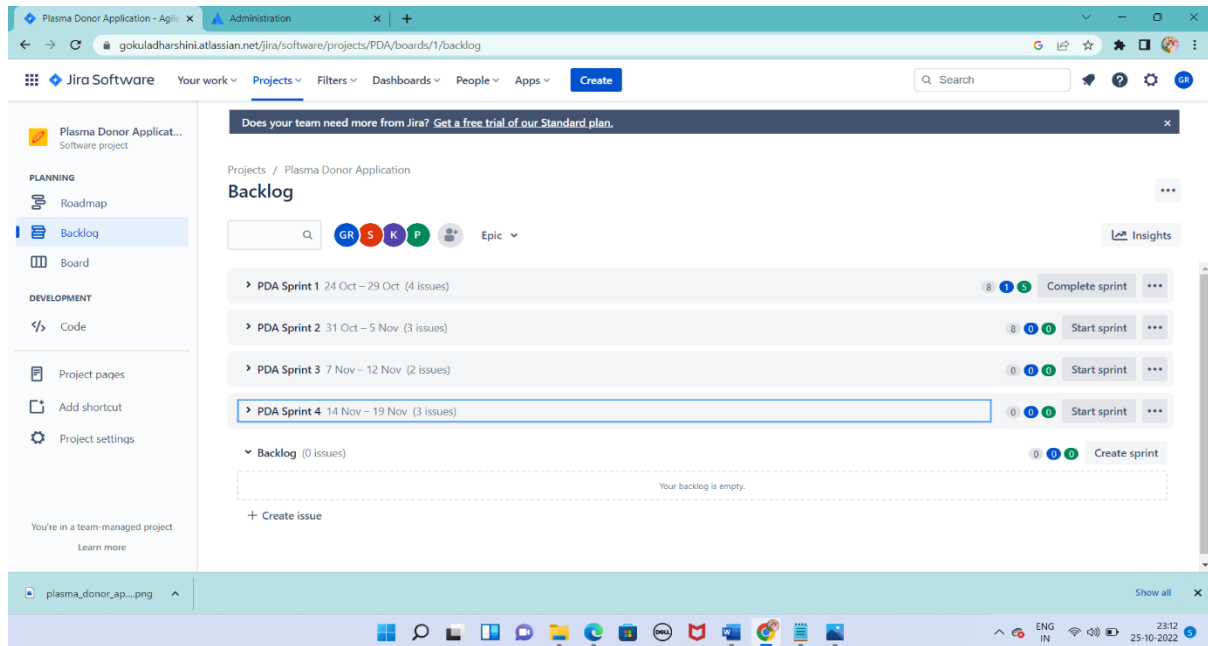 Plasma Donor Application - Agile
Administration
gokuladharshini.atlassian.net/jira/software/projects/PDA/boards/1/backlog
G
Jira Software Your work Projects Filters Dashboards People Apps Create Search GR
Does your team need more from Jira? Get a free trial of our Standard plan.
Plasma Donor Applicat...
Software project
PLANNING
Roadmap
Backlog
Board
DEVELOPMENT
Code
Project pages
Add shortcut
Project settings
You're in a team-managed project
Learn more
Projects / Plasma Donor Application
Backlog
GR S K P Epic Insights
PDA Sprint 1 24 Oct – 29 Oct (4 issues) 8 1 5 Complete sprint
PDA Sprint 2 31 Oct – 5 Nov (3 issues) 8 0 0 Start sprint
PDA Sprint 3 7 Nov – 12 Nov (2 issues) 0 0 0 Start sprint
PDA Sprint 4 14 Nov – 19 Nov (3 issues) 0 0 0 Start sprint
Backlog (0 issues) 0 0 0 Create sprint
Your backlog is empty.
+ Create issue
plasma_donor_ap....png Show all
DELL
ENG
IN
23:12
25-10-2022
5